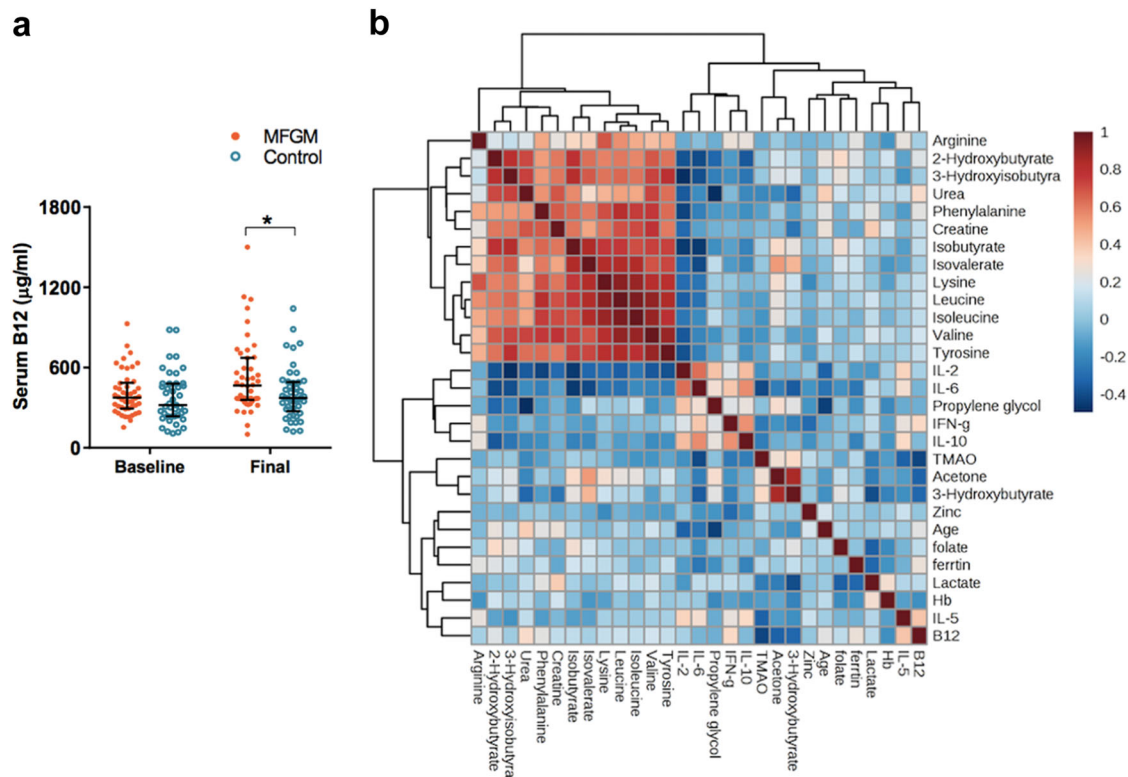 a
MFGM
Control
1800
1200
600
0
Serum B12 (µg/ml)
*
Baseline
Final
b
Arginine
2-Hydroxybutyrate
3-Hydroxyisobutyra
Urea
Phenylalanine
Creatine
Isobutyrate
Isovalerate
Lysine
Leucine
Isoleucine
Valine
Tyrosine
IL-2
IL-6
Propylene glycol
IFN-g
IL-10
TMAO
Acetone
3-Hydroxybutyrate
Zinc
Age
folate
ferrtin
Lactate
Hb
IL-5
B12
Arginine
2-Hydroxybutyrate
3-Hydroxyisobutyra
Urea
Phenylalanine
Creatine
Isobutyrate
Isovalerate
Lysine
Leucine
Isoleucine
Valine
Tyrosine
IL-2
IL-6
Propylene glycol
IFN-g
IL-10
TMAO
Acetone
3-Hydroxybutyrate
Zinc
Age
folate
ferrtin
Lactate
Hb
IL-5
B12
1
0.8
0.6
0.4
0.2
0
-0.2
-0.4